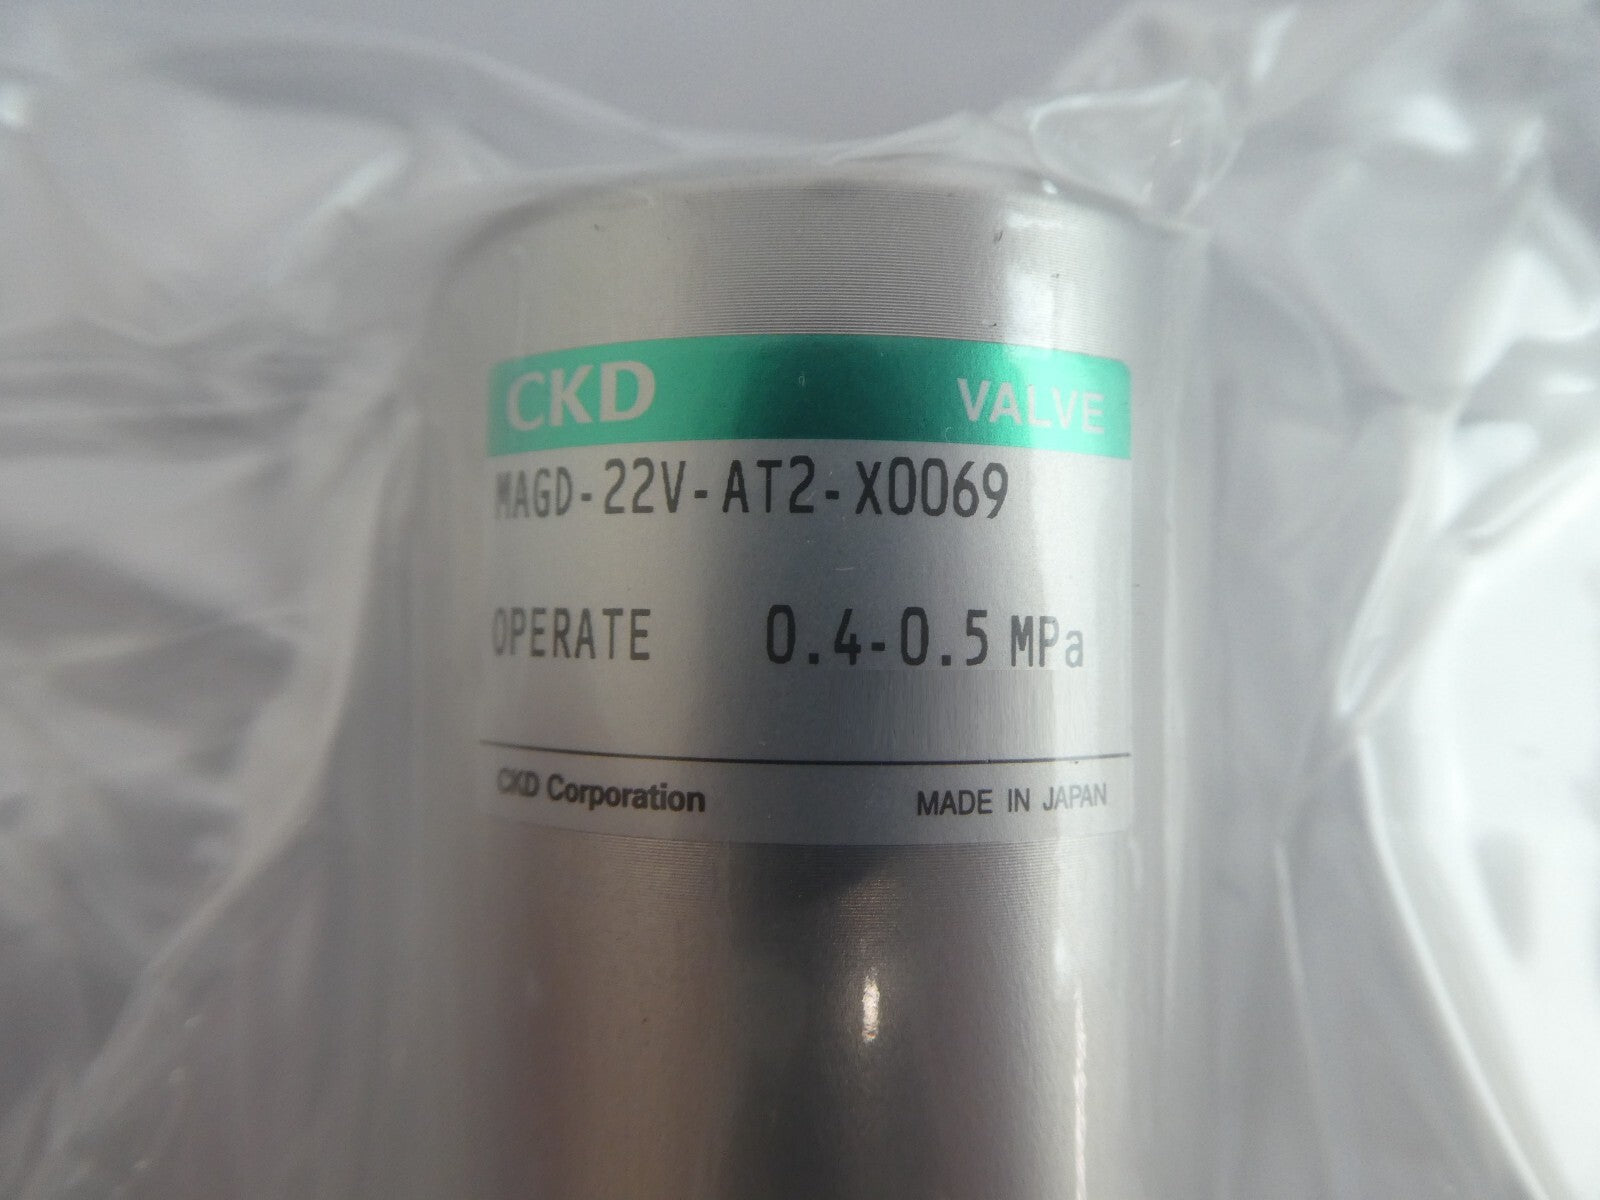 CKD VALVE
MAGD-22V-AT2-X0069
OPERATE 0.4-0.5 MPa
CKD Corporation MADE IN JAPAN